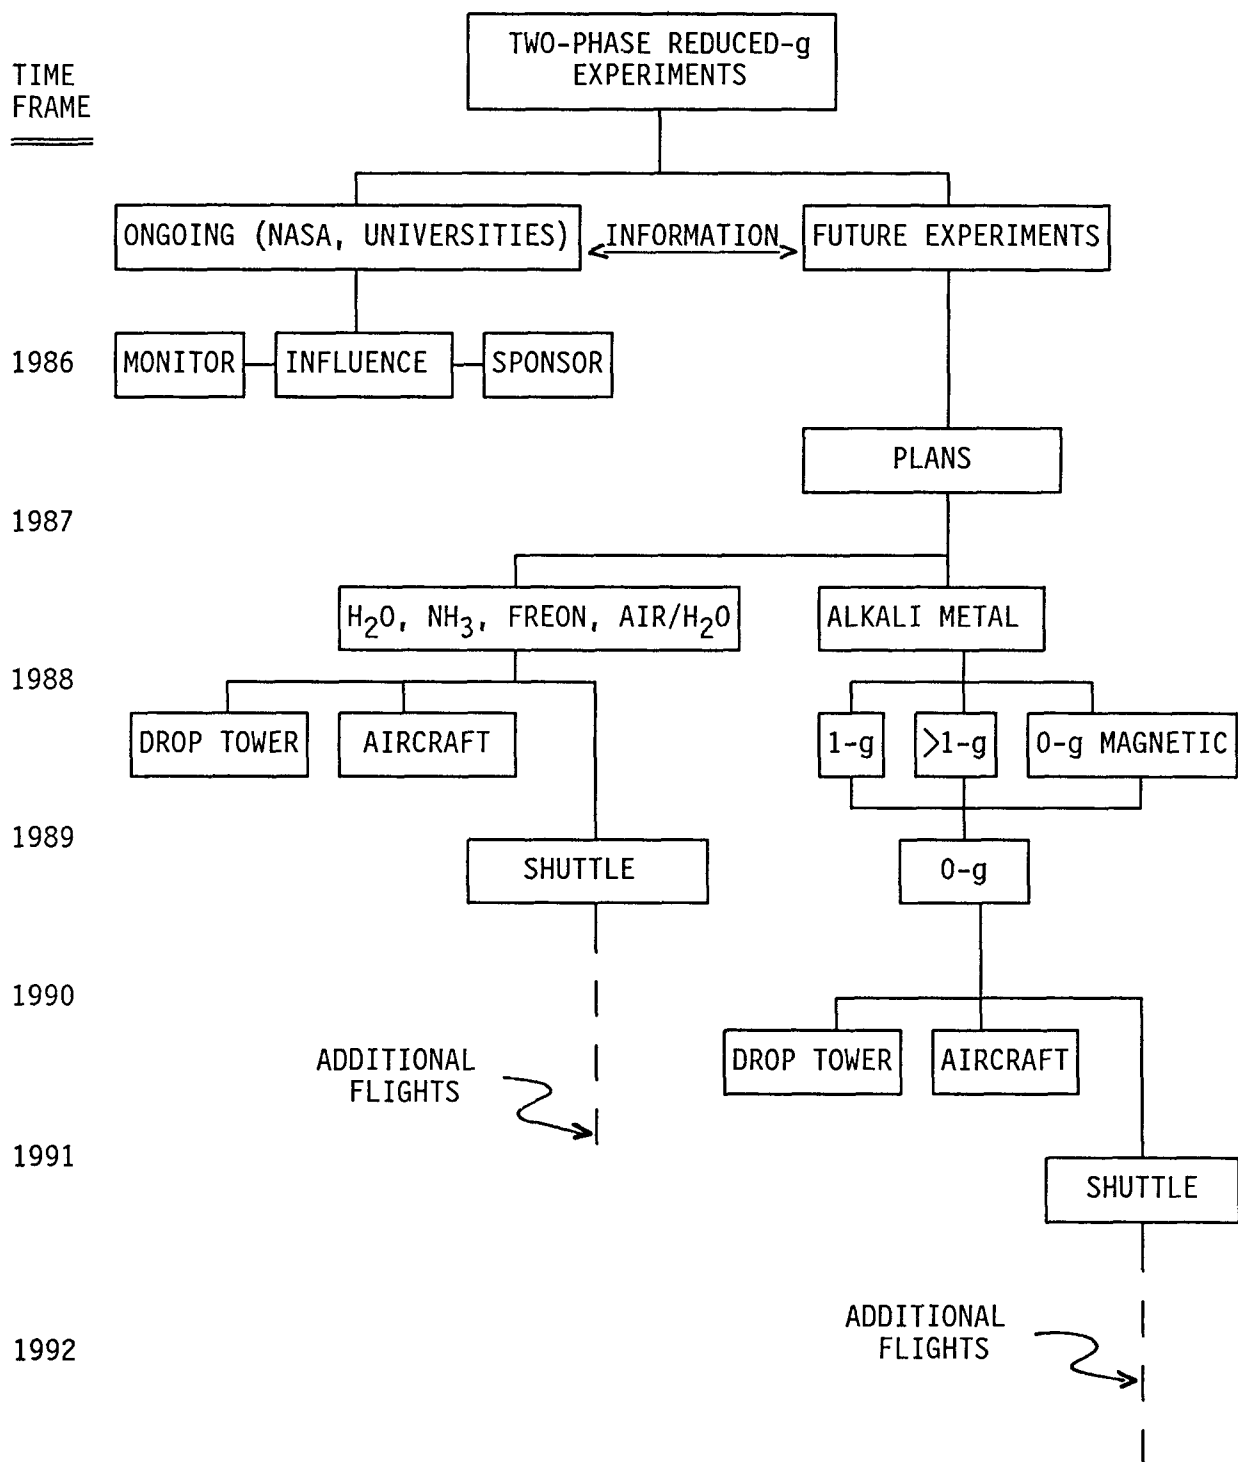 TWO-PHASE REDUCED-g
EXPERIMENTS
TIME
FRAME
ONGOING (NASA, UNIVERSITIES)
INFORMATION
FUTURE EXPERIMENTS
1986
MONITOR
INFLUENCE
SPONSOR
PLANS
1987
H₂O, NH₃, FREON, AIR/H₂O
ALKALI METAL
1988
DROP TOWER
AIRCRAFT
1-g
>1-g
0-g MAGNETIC
1989
SHUTTLE
0-g
1990
DROP TOWER
AIRCRAFT
ADDITIONAL
FLIGHTS
1991
SHUTTLE
ADDITIONAL
FLIGHTS
1992